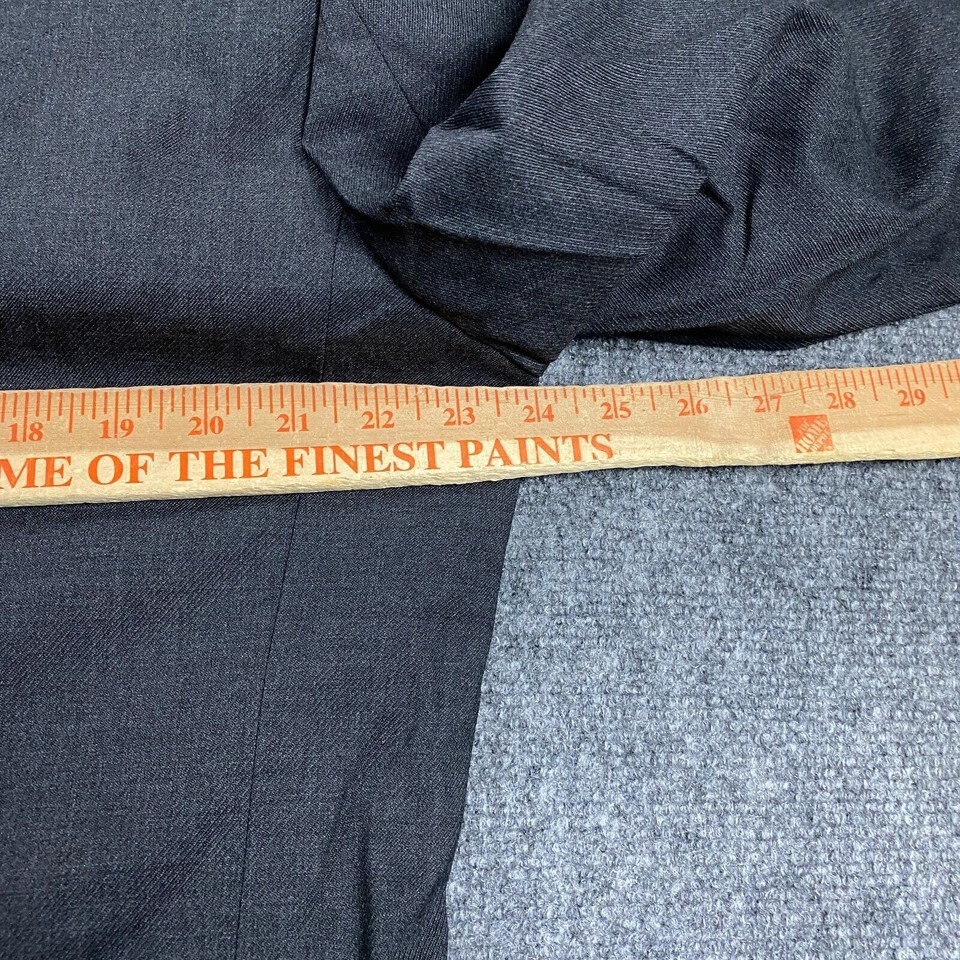 18 19 20 21 22 23 24 25 26 27 28 29
ME OF THE FINEST PAINTS